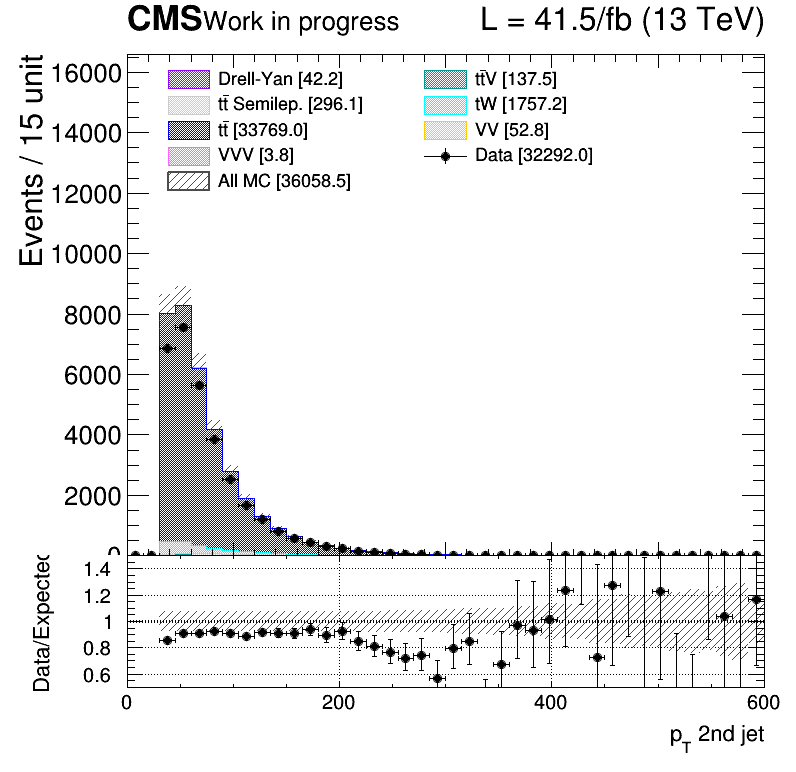 CMS Work in progress L = 41.5/fb (13 TeV)
Events / 15 unit
16000
14000
12000
10000
8000
6000
4000
2000
0
Drell-Yan [42.2]
tt̄ Semilep. [296.1]
tt̄ [33769.0]
VVV [3.8]
All MC [36058.5]
tt̄V [137.5]
tW [1757.2]
VV [52.8]
Data [32292.0]
Data/Expected
1.4
1.2
1
0.8
0.6
0 200 400 600
p_T 2nd jet